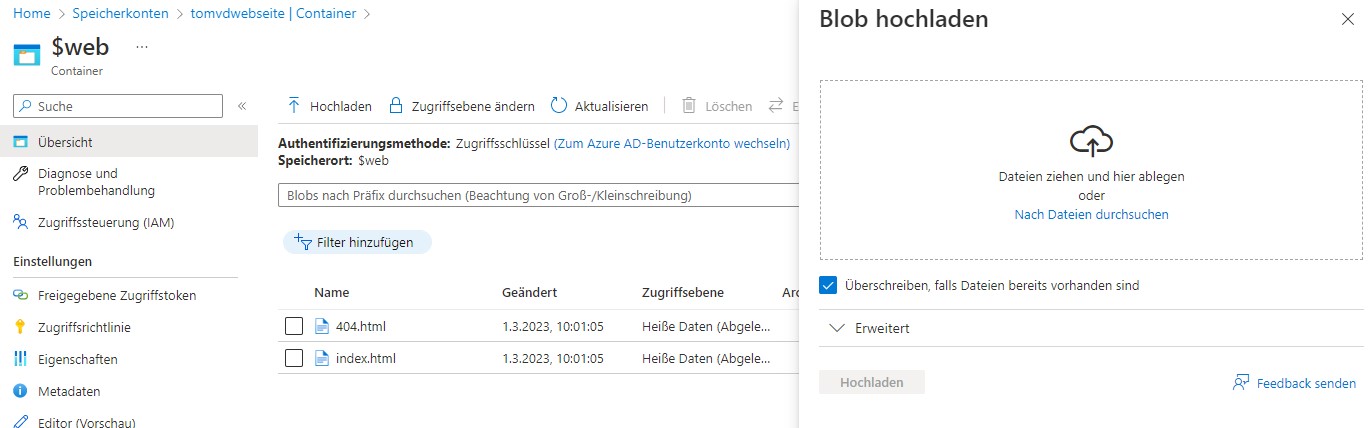 Home > Speicherkonten > tomvdwebseite | Container >
$web ...
Container
Suche «
Übersicht
Diagnose und
Problembehandlung
Zugriffssteuerung (IAM)
Einstellungen
Freigegebene Zugriffstoken
Zugriffsrichtlinie
Eigenschaften
Metadaten
Editor (Vorschau)
Hochladen Zugriffsebene ändern Aktualisieren Löschen
Authentifizierungsmethode: Zugriffsschlüssel (Zum Azure AD-Benutzerkonto wechseln)
Speicherort: $web
Blobs nach Präfix durchsuchen (Beachtung von Groß-/Kleinschreibung)
Filter hinzufügen
Name Geändert Zugriffsebene
404.html 1.3.2023, 10:01:05 Heiße Daten (Abgele...
index.html 1.3.2023, 10:01:05 Heiße Daten (Abgele...
Blob hochladen
Dateien ziehen und hier ablegen
oder
Nach Dateien durchsuchen
Überschreiben, falls Dateien bereits vorhanden sind
Erweitert
Hochladen Feedback senden